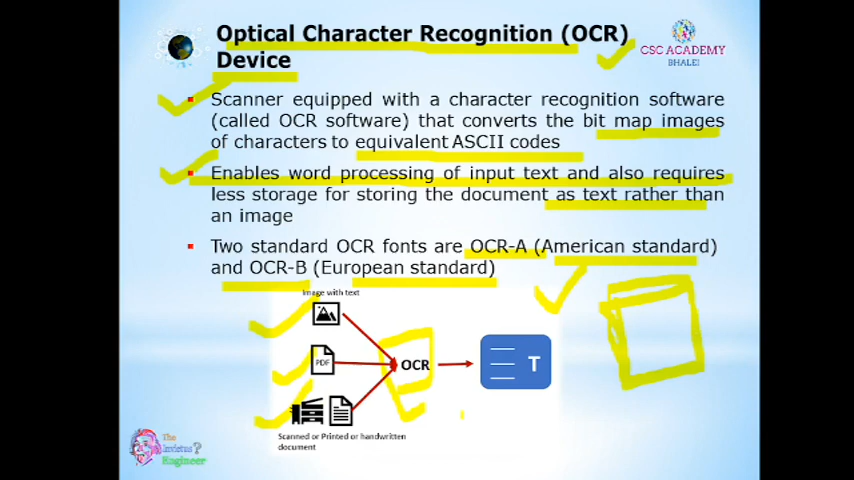 Optical Character Recognition (OCR)
Device
CSC ACADEMY
BHALEI
Scanner equipped with a character recognition software
(called OCR software) that converts the bit map images
of characters to equivalent ASCII codes
Enables word processing of input text and also requires
less storage for storing the document as text rather than
an image
Two standard OCR fonts are OCR-A (American standard)
and OCR-B (European standard)
Image with text
PDF
OCR
T
Scanned or Printed or handwritten
document
The
Invictus?
Engineer